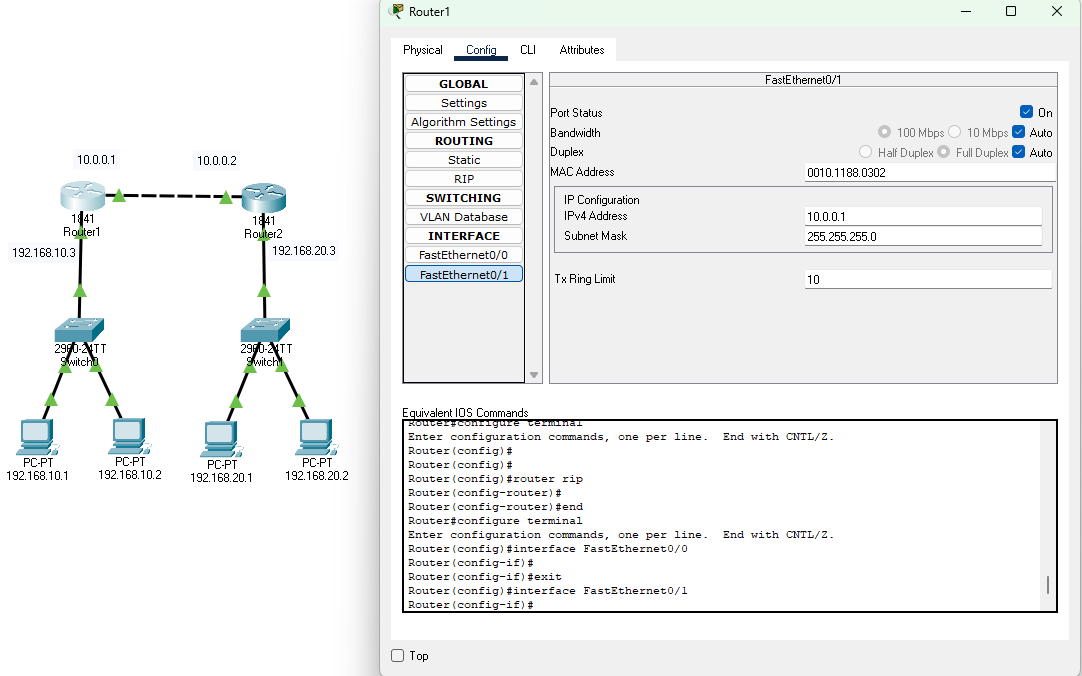 10.0.0.1
10.0.0.2
1841
Router1
1841
Router2
192.168.10.3
192.168.20.3
2960-24TT
Switch0
2960-24TT
Switch1
PC-PT
192.168.10.1
PC-PT
192.168.10.2
PC-PT
192.168.20.1
PC-PT
192.168.20.2
Router1
Physical Config CLI Attributes
GLOBAL
Settings
Algorithm Settings
ROUTING
Static
RIP
SWITCHING
VLAN Database
INTERFACE
FastEthernet0/0
FastEthernet0/1
FastEthernet0/1
Port Status On
Bandwidth 100 Mbps 10 Mbps Auto
Duplex Half Duplex Full Duplex Auto
MAC Address 0010.1188.0302
IP Configuration
IPv4 Address 10.0.0.1
Subnet Mask 255.255.255.0
Tx Ring Limit 10
Equivalent IOS Commands
Router#configure terminal
Enter configuration commands, one per line. End with CNTL/Z.
Router(config)#
Router(config)#
Router(config)#router rip
Router(config-router)#
Router(config-router)#end
Router#configure terminal
Enter configuration commands, one per line. End with CNTL/Z.
Router(config)#interface FastEthernet0/0
Router(config-if)#
Router(config-if)#exit
Router(config)#interface FastEthernet0/1
Router(config-if)#
Top